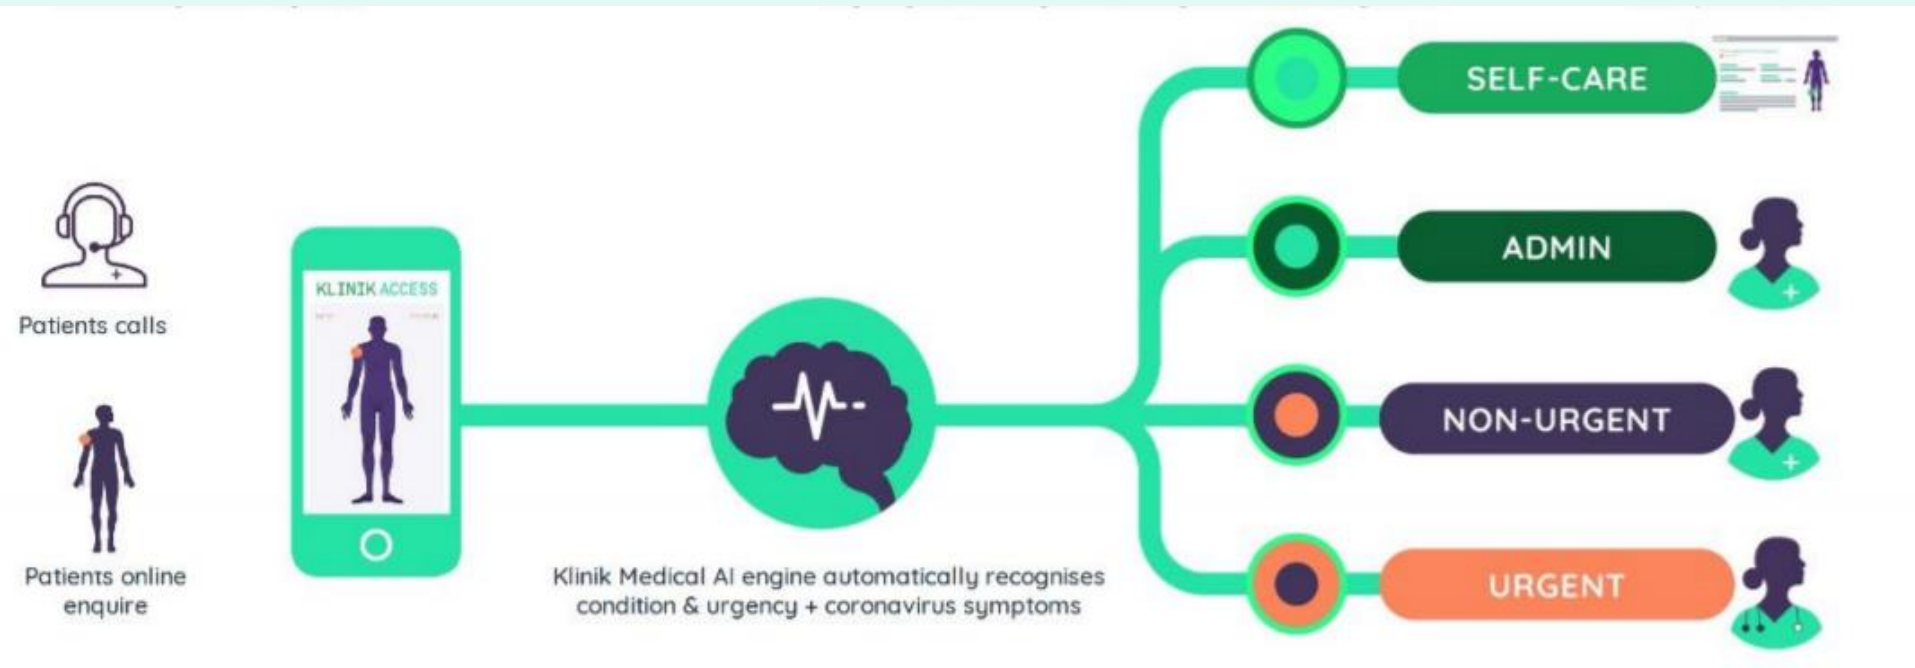 Patients calls
Patients online
enquire
KLINIK ACCESS
Klinik Medical AI engine automatically recognises
condition & urgency + coronavirus symptoms
SELF-CARE
ADMIN
NON-URGENT
URGENT